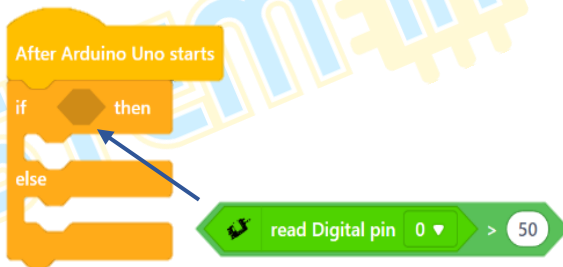 After Arduino Uno starts
if then
else
read Digital pin 0 > 50